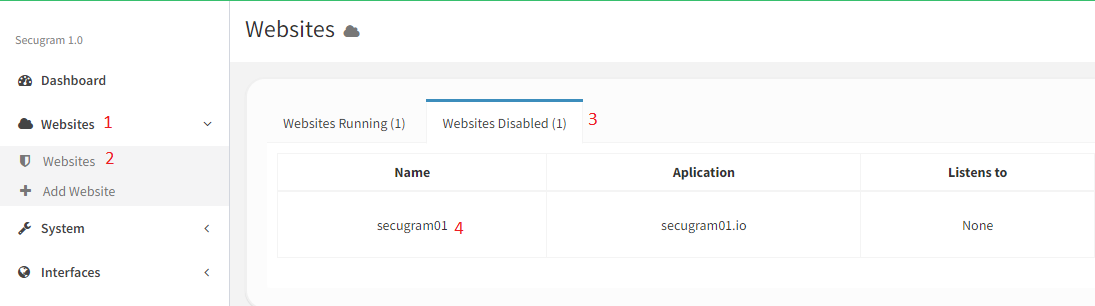 Secugram 1.0
Dashboard
Websites 1
Websites 2
Add Website
System
Interfaces
Websites
Websites Running (1) Websites Disabled (1) 3
Name Aplication Listens to
secugram01 4 secugram01.io None